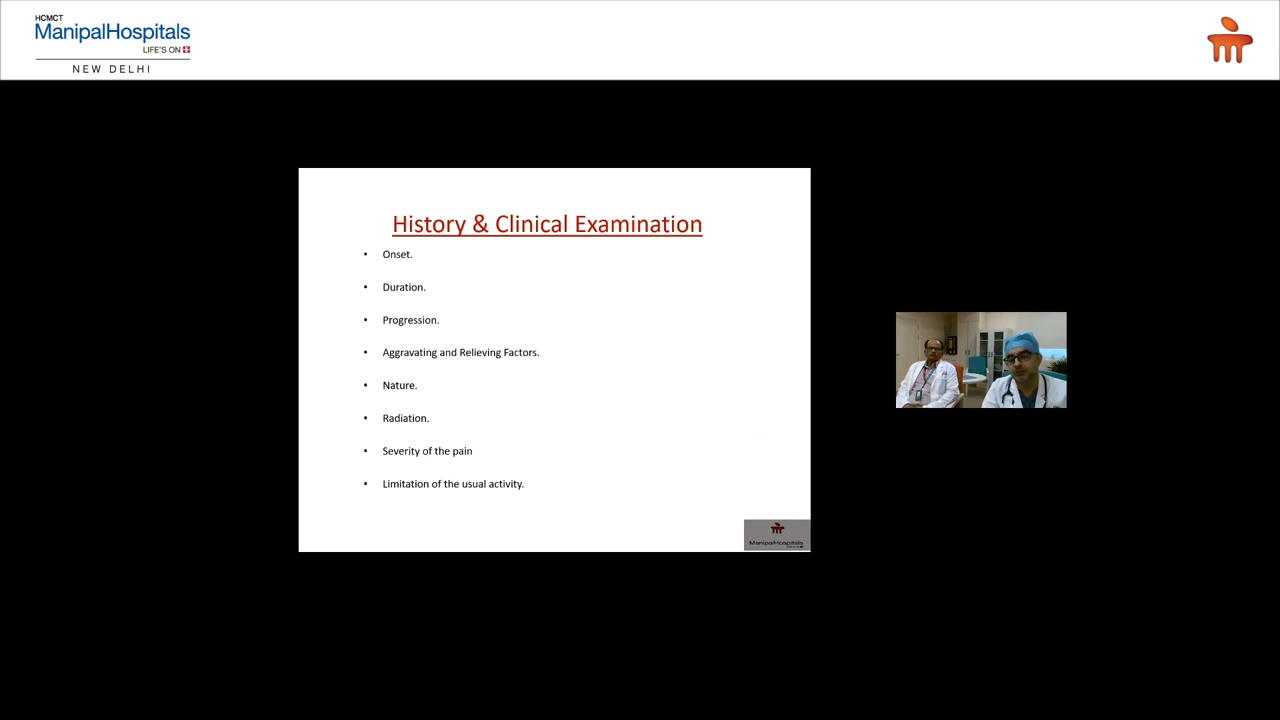 HCMCT
ManipalHospitals
LIFE'S ON
NEW DELHI
History & Clinical Examination
• Onset.
• Duration.
• Progression.
• Aggravating and Relieving Factors.
• Nature.
• Radiation.
• Severity of the pain
• Limitation of the usual activity.
ManipalHospitals